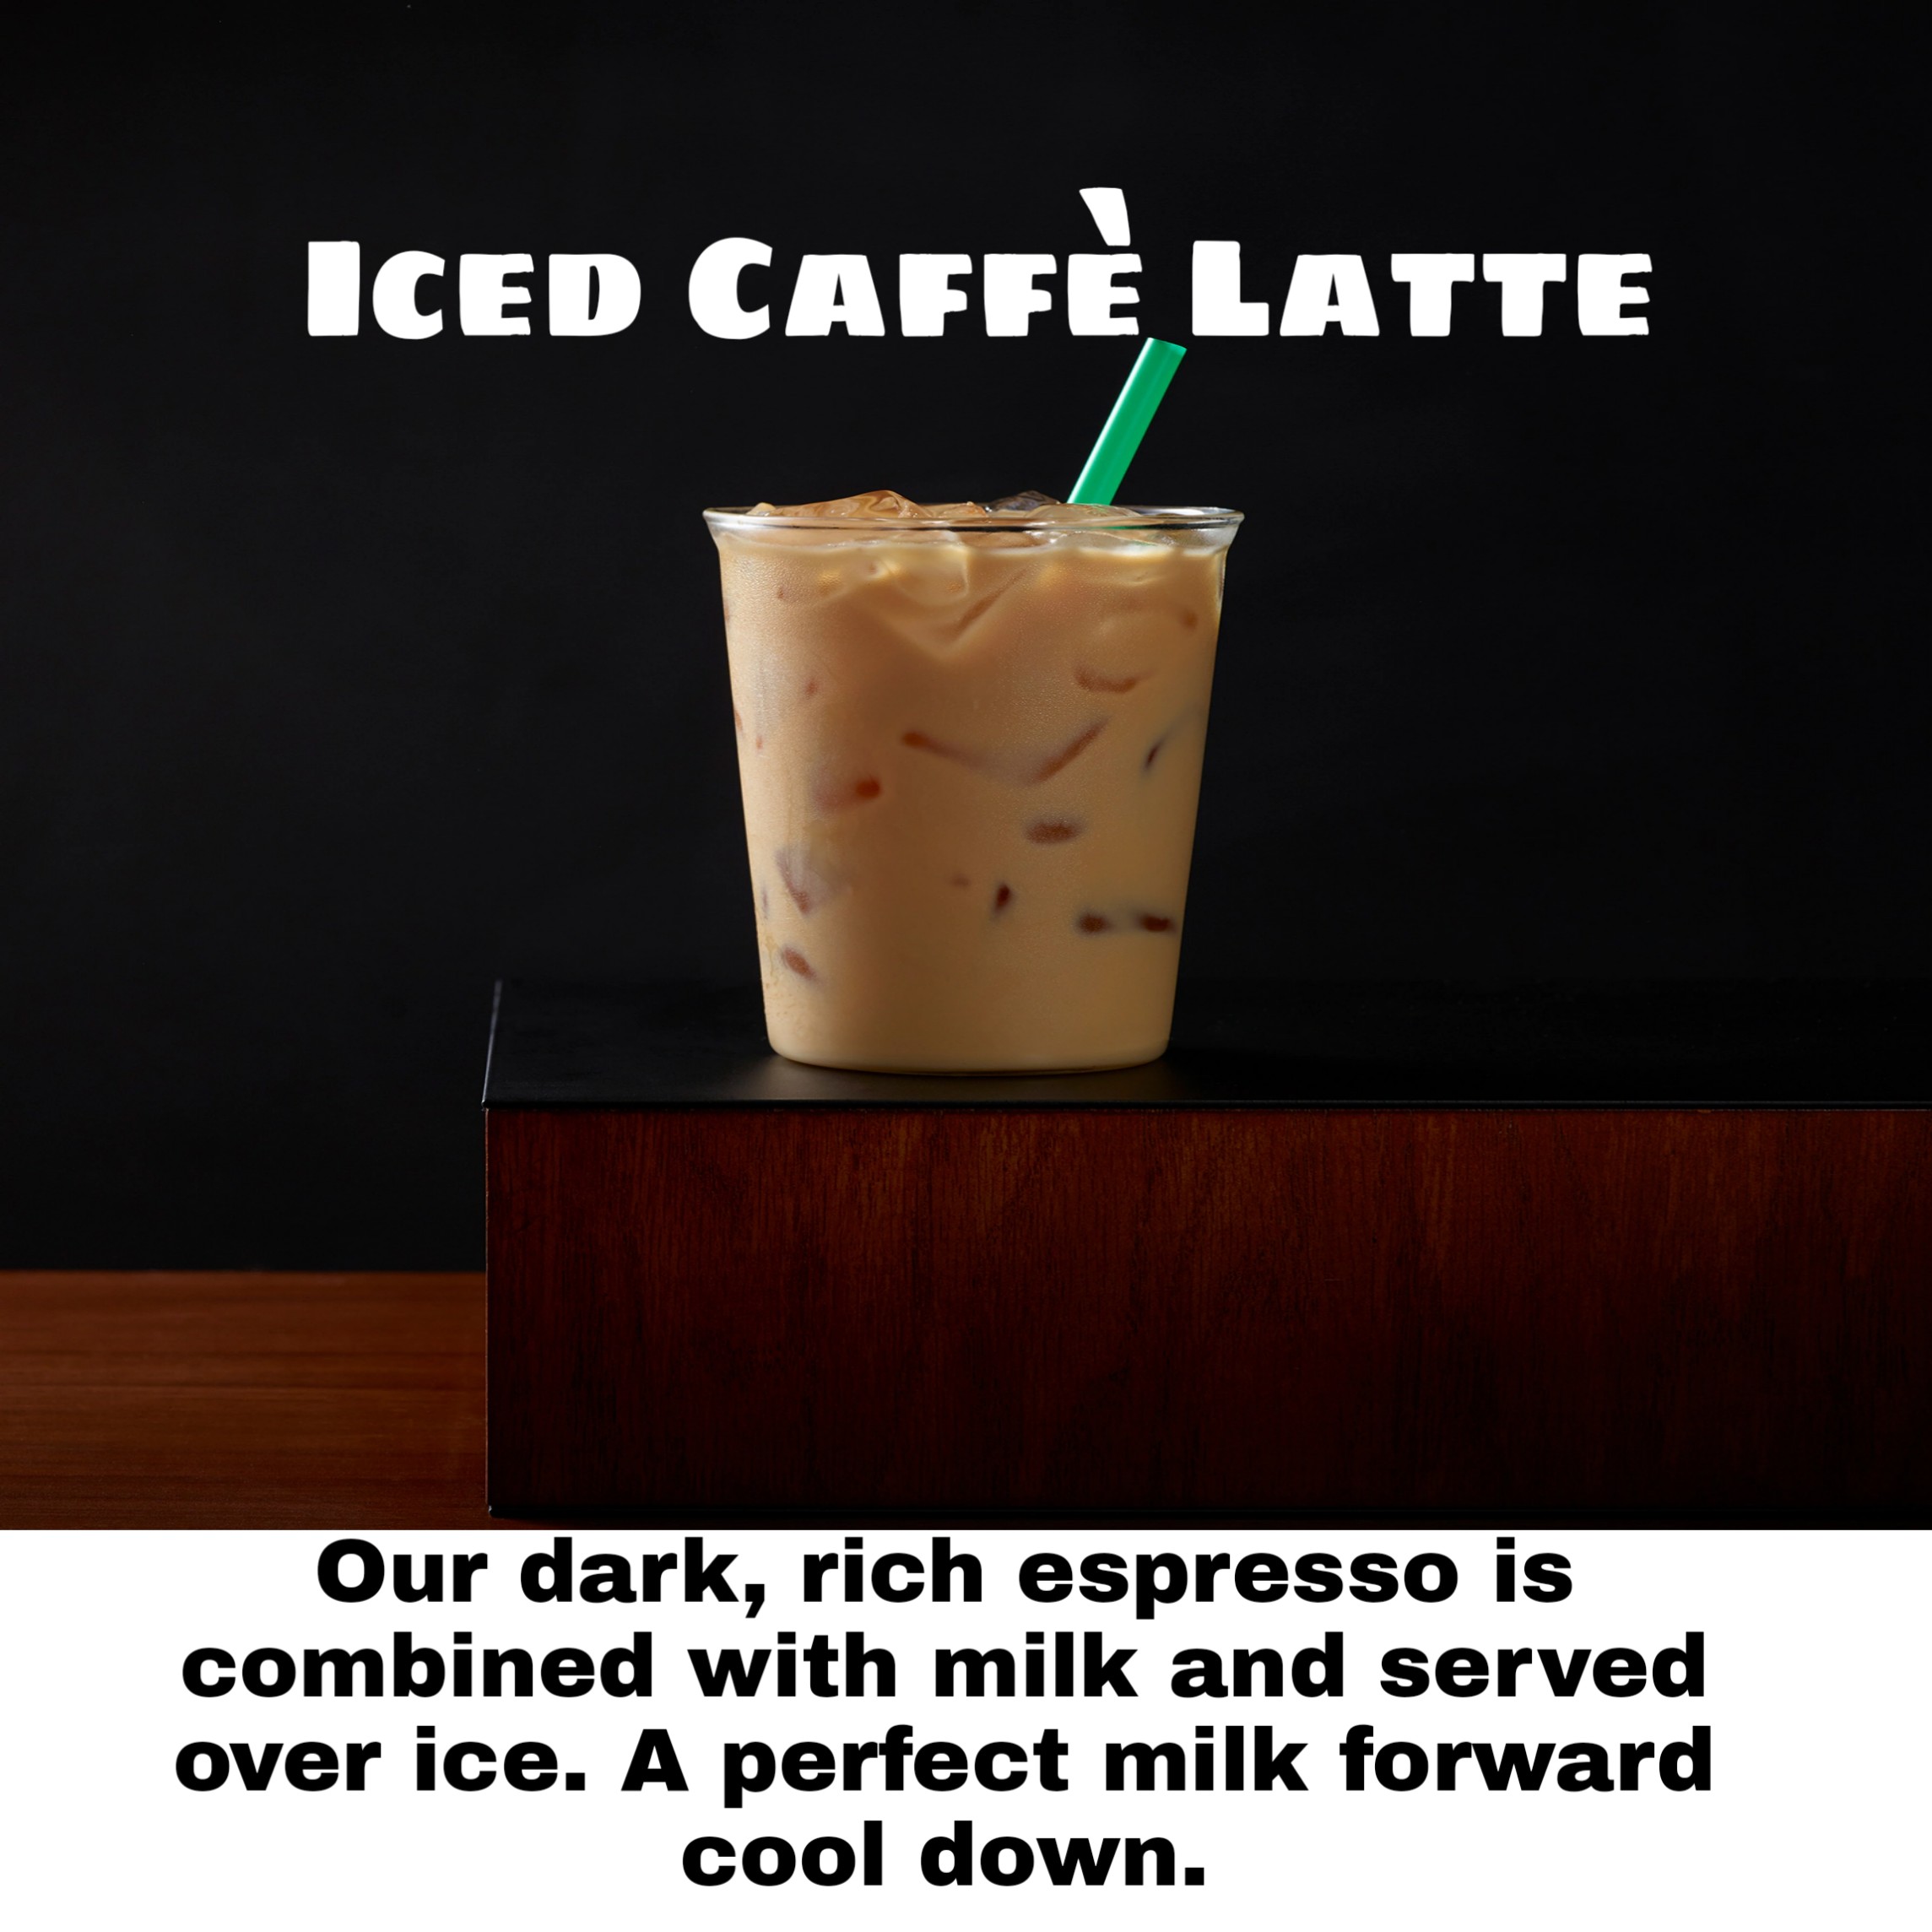 Iced Caffè Latte
Our dark, rich espresso is
combined with milk and served
over ice. A perfect milk forward
cool down.